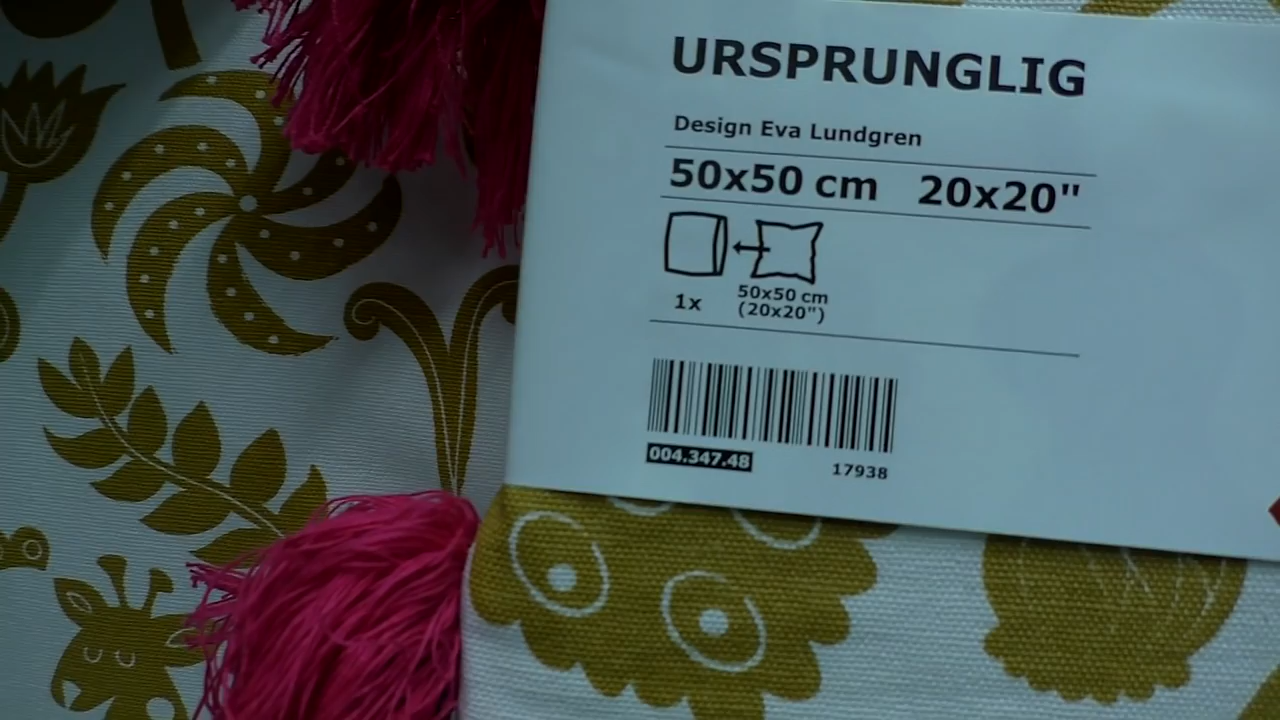 URSPRUNGLIG
Design Eva Lundgren
50x50 cm 20x20"
1x
50x50 cm
(20x20")
004.347.48
17938